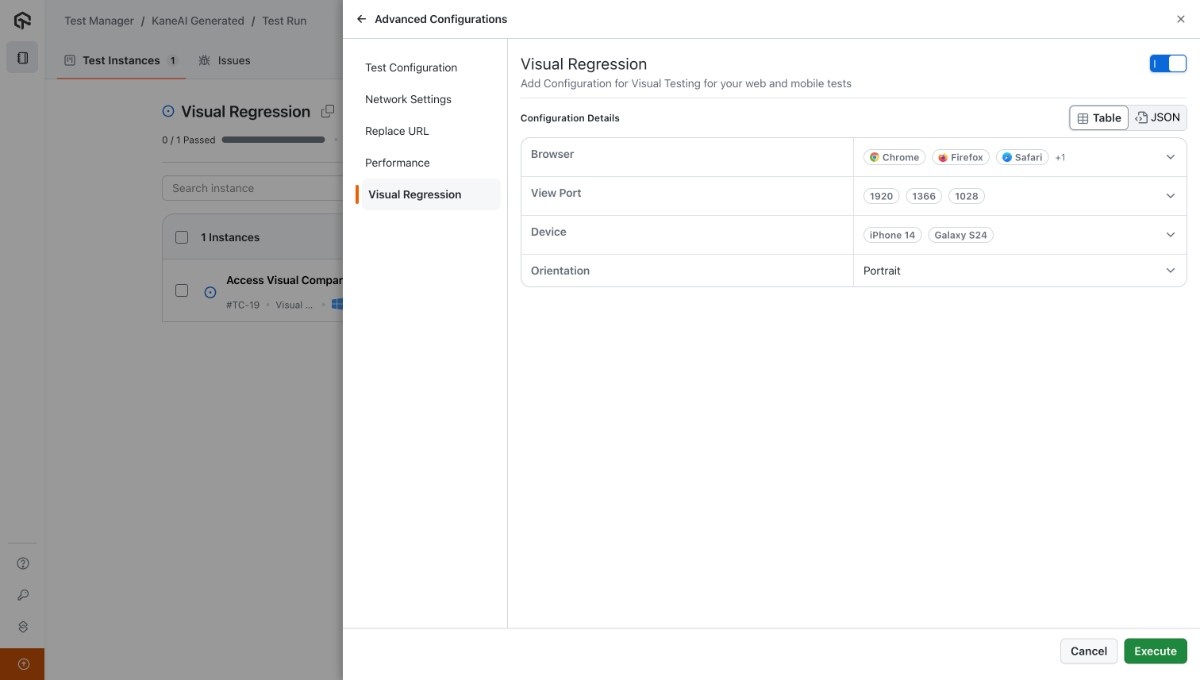 Test Manager / KaneAI Generated / Test Run
Test Instances 1 Issues
Visual Regression
0 / 1 Passed
Search instance
1 Instances
Access Visual Compar
#TC-19 • Visual ... •
Advanced Configurations
Test Configuration
Network Settings
Replace URL
Performance
Visual Regression
Visual Regression
Add Configuration for Visual Testing for your web and mobile tests
Configuration Details Table JSON
Browser Chrome Firefox Safari +1
View Port 1920 1366 1028
Device iPhone 14 Galaxy S24
Orientation Portrait
Cancel Execute